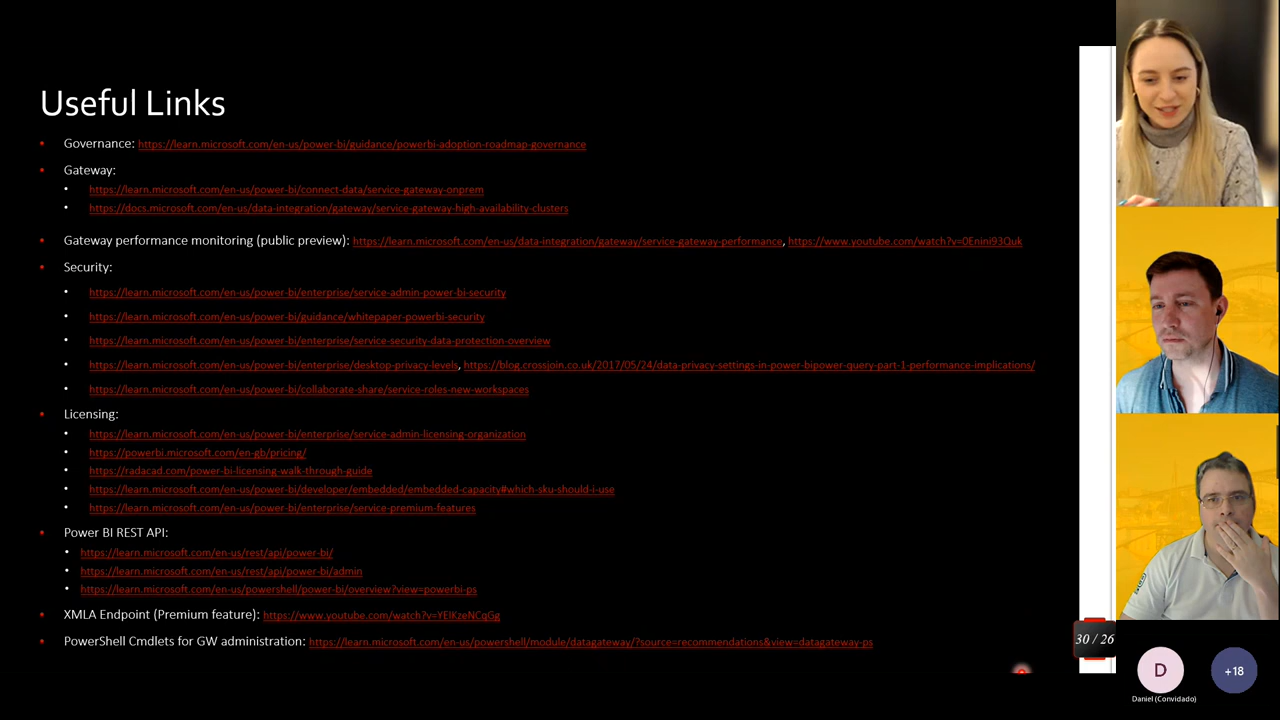 Useful Links
Governance: https://learn.microsoft.com/en-us/power-bi/guidance/powerbi-adoption-roadmap-governance
Gateway:
https://learn.microsoft.com/en-us/power-bi/connect-data/service-gateway-onprem
https://docs.microsoft.com/en-us/data-integration/gateway/service-gateway-high-availability-clusters
Gateway performance monitoring (public preview): https://learn.microsoft.com/en-us/data-integration/gateway/service-gateway-performance, https://www.youtube.com/watch?v=0Enini93Quk
Security:
https://learn.microsoft.com/en-us/power-bi/enterprise/service-admin-power-bi-security
https://learn.microsoft.com/en-us/power-bi/guidance/whitepaper-powerbi-security
https://learn.microsoft.com/en-us/power-bi/enterprise/service-security-data-protection-overview
https://learn.microsoft.com/en-us/power-bi/enterprise/desktop-privacy-levels, https://blog.crossjoin.co.uk/2017/05/24/data-privacy-settings-in-power-bipower-query-part-1-performance-implications/
https://learn.microsoft.com/en-us/power-bi/collaborate-share/service-roles-new-workspaces
Licensing:
https://learn.microsoft.com/en-us/power-bi/enterprise/service-admin-licensing-organization
https://powerbi.microsoft.com/en-gb/pricing/
https://radacad.com/power-bi-licensing-walk-through-guide
https://learn.microsoft.com/en-us/power-bi/developer/embedded/embedded-capacity#which-sku-should-i-use
https://learn.microsoft.com/en-us/power-bi/enterprise/service-premium-features
Power BI REST API:
https://learn.microsoft.com/en-us/rest/api/power-bi/
https://learn.microsoft.com/en-us/rest/api/power-bi/admin
https://learn.microsoft.com/en-us/powershell/power-bi/overview?view=powerbi-ps
XMLA Endpoint (Premium feature): https://www.youtube.com/watch?v=YEIKzeNCqGg
PowerShell Cmdlets for GW administration: https://learn.microsoft.com/en-us/powershell/module/datagateway/?source=recommendations&view=datagateway-ps
30 / 26
D
+18
Daniel (Convidado)